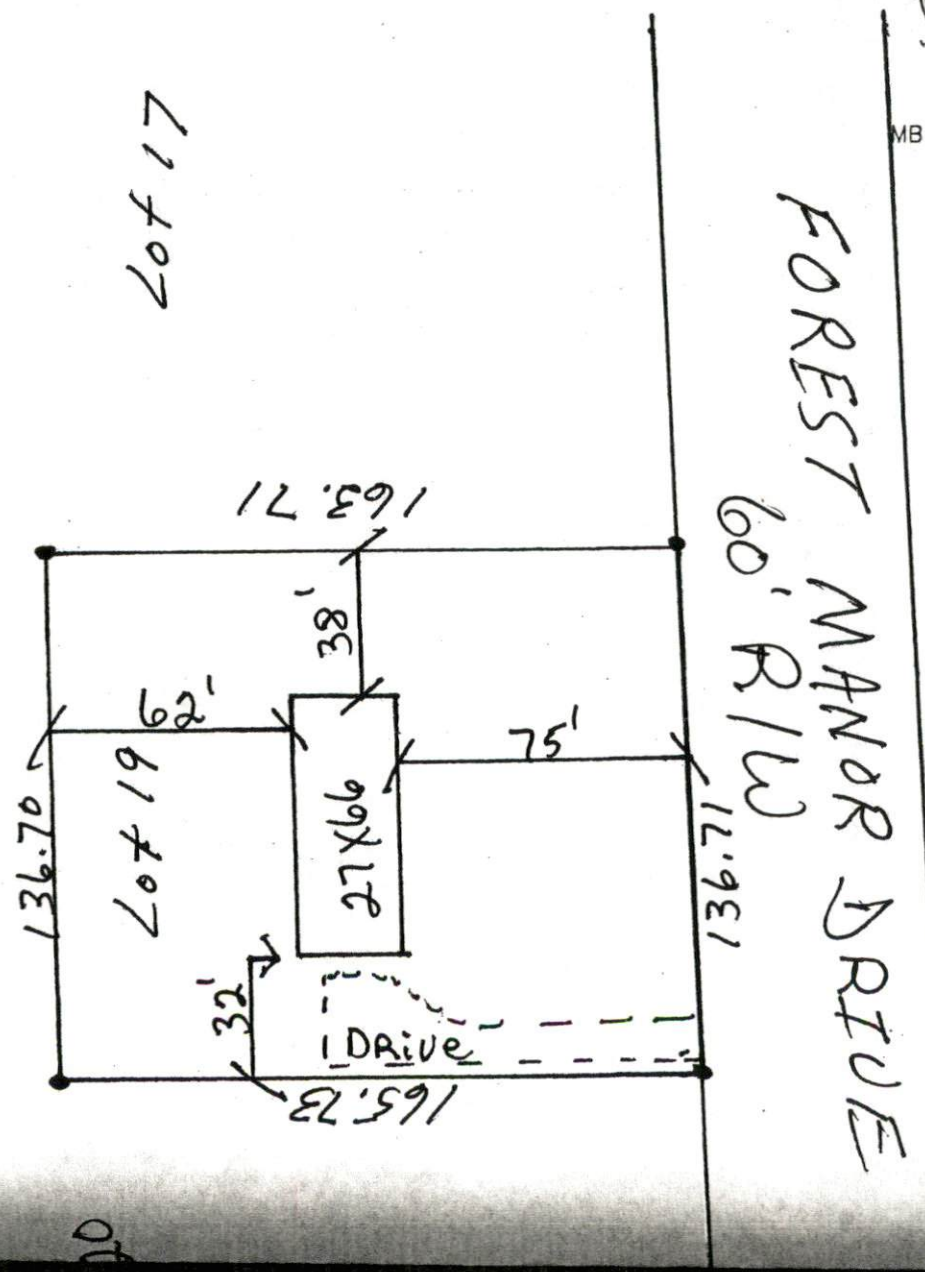 MB
FOREST MANOR DRIVE
60' R/W
Lot 17
163.71
38'
62'
75'
27X66
Lot 19
136.70
136.71
32'
DRive
165.73
20